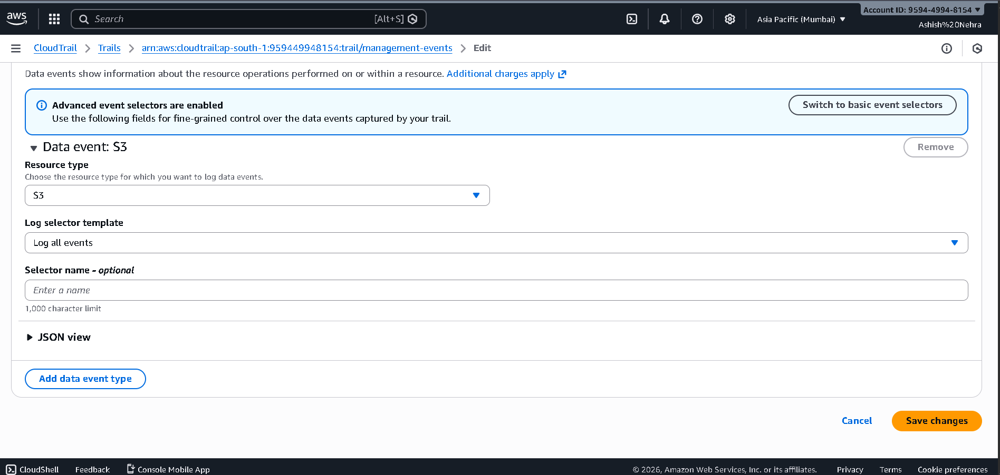 aws
Search [Alt+S]
Asia Pacific (Mumbai)
Account ID: 9594-4994-8154
Ashish%20Nehra
CloudTrail
Trails
arn:aws:cloudtrail:ap-south-1:959449948154:trail/management-events
Edit
Data events show information about the resource operations performed on or within a resource. Additional charges apply
Advanced event selectors are enabled
Use the following fields for fine-grained control over the data events captured by your trail.
Switch to basic event selectors
Data event: S3
Remove
Resource type
Choose the resource type for which you want to log data events.
S3
Log selector template
Log all events
Selector name - optional
Enter a name
1,000 character limit
JSON view
Add data event type
Cancel
Save changes
CloudShell
Feedback
Console Mobile App
© 2026, Amazon Web Services, Inc. or its affiliates.
Privacy
Terms
Cookie preferences